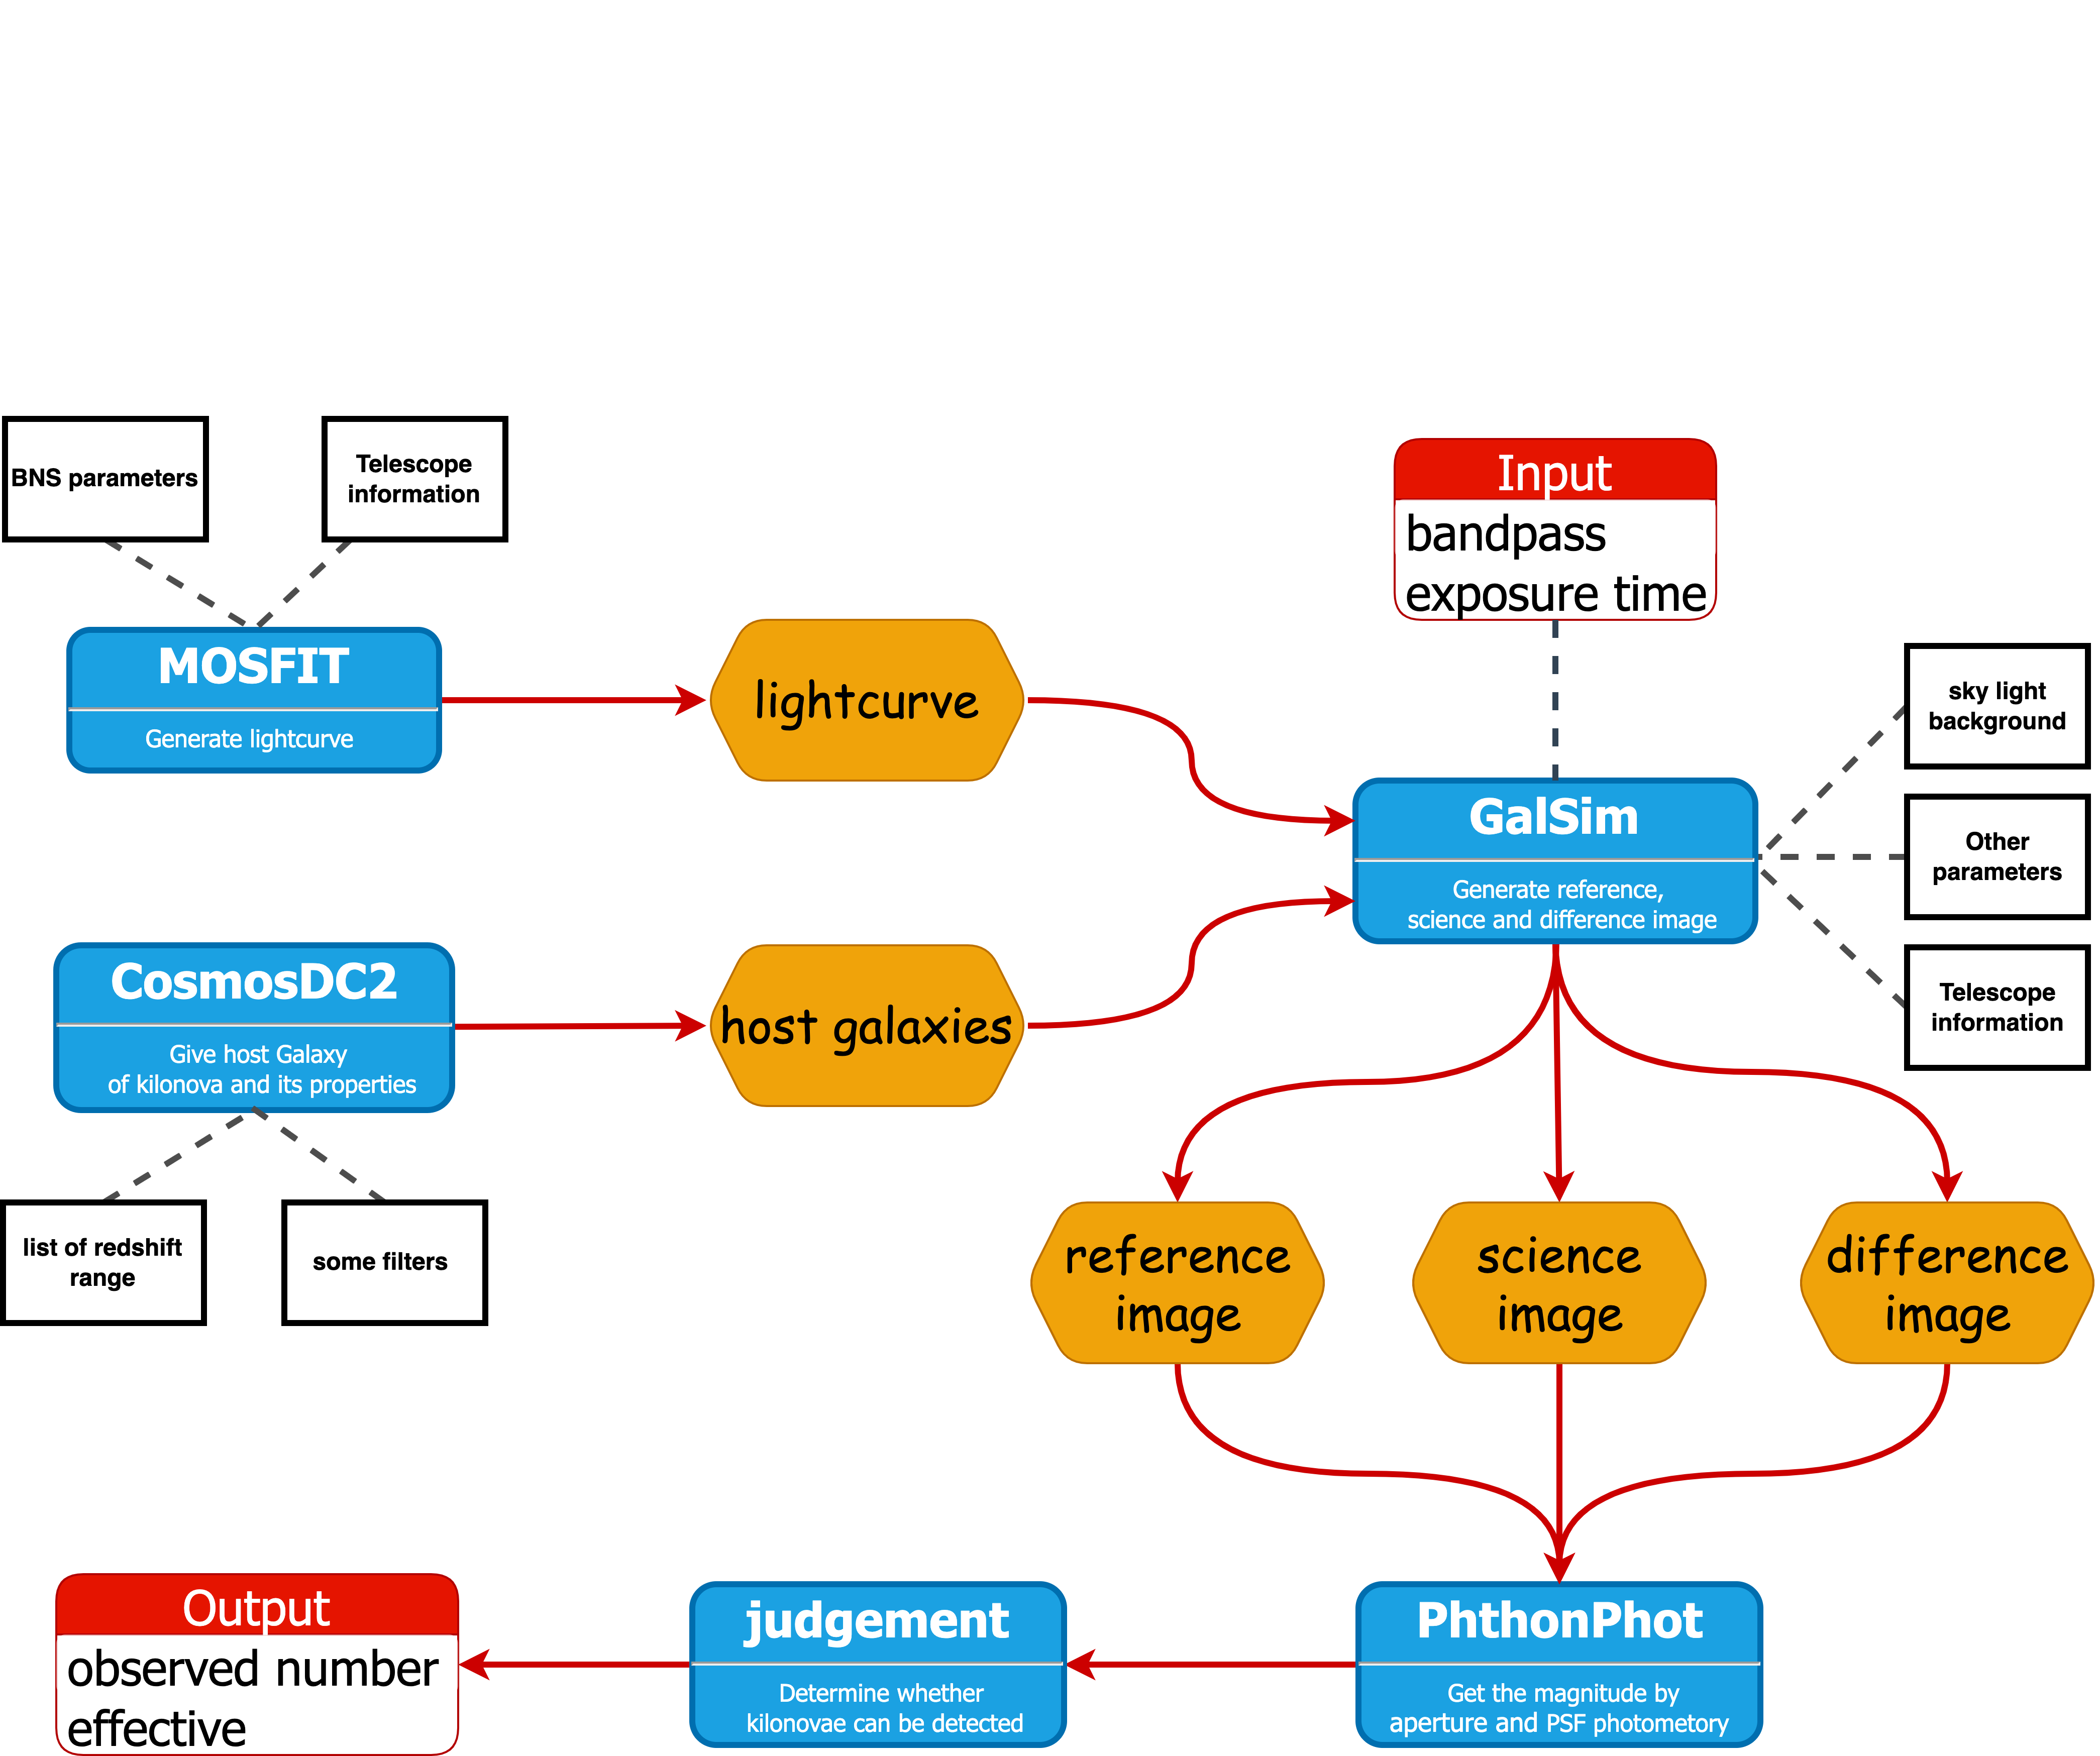 BNS parameters
Telescope
information
Input
bandpass
exposure time
MOSFIT
Generate lightcurve
lightcurve
sky light
background
GalSim
Generate reference,
science and difference image
Other
parameters
CosmosDC2
Give host Galaxy
of kilonova and its properties
host galaxies
Telescope
information
list of redshift
range
some filters
reference
image
science
image
difference
image
Output
observed number
effective
judgement
Determine whether
kilonovae can be detected
PhthonPhot
Get the magnitude by
aperture and PSF photometory